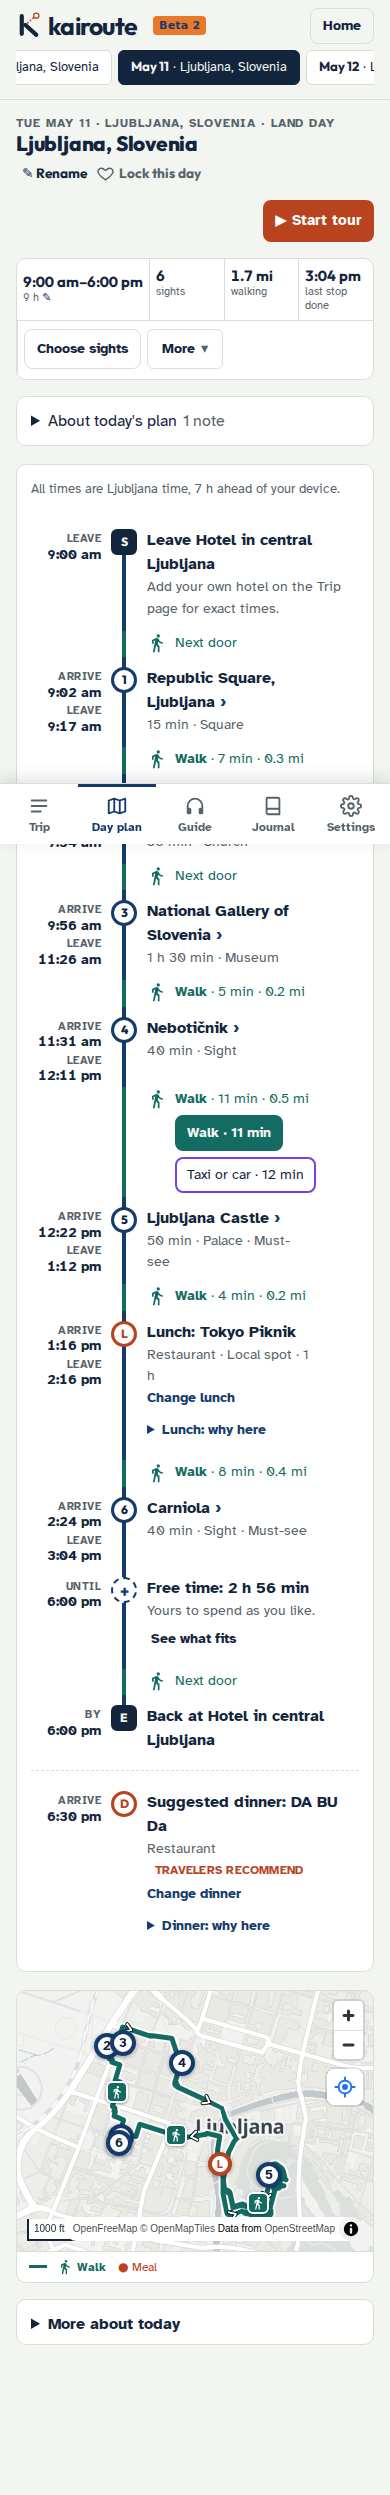 kairoute
Beta 2
Home
ljana, Slovenia
May 11 · Ljubljana, Slovenia
May 12 · L
TUE MAY 11 · LJUBLJANA, SLOVENIA · LAND DAY
Ljubljana, Slovenia
✎ Rename
Lock this day
▶ Start tour
9:00 am–6:00 pm
9 h ✎
6
sights
1.7 mi
walking
3:04 pm
last stop
done
Choose sights
More ▼
▶ About today's plan 1 note
All times are Ljubljana time, 7 h ahead of your device.
LEAVE
9:00 am
S
Leave Hotel in central
Ljubljana
Add your own hotel on the Trip
page for exact times.
Next door
ARRIVE
9:02 am
LEAVE
9:17 am
1
Republic Square,
Ljubljana ›
15 min · Square
Walk · 7 min · 0.3 mi
Trip
Day plan
Guide
Journal
Settings
Next door
ARRIVE
9:56 am
LEAVE
11:26 am
3
National Gallery of
Slovenia ›
1 h 30 min · Museum
Walk · 5 min · 0.2 mi
ARRIVE
11:31 am
LEAVE
12:11 pm
4
Nebotičnik ›
40 min · Sight
Walk · 11 min · 0.5 mi
Walk · 11 min
Taxi or car · 12 min
ARRIVE
12:22 pm
LEAVE
1:12 pm
5
Ljubljana Castle ›
50 min · Palace · Must-
see
Walk · 4 min · 0.2 mi
ARRIVE
1:16 pm
LEAVE
2:16 pm
L
Lunch: Tokyo Piknik
Restaurant · Local spot · 1
h
Change lunch
▶ Lunch: why here
Walk · 8 min · 0.4 mi
ARRIVE
2:24 pm
LEAVE
3:04 pm
6
Carniola ›
40 min · Sight · Must-see
UNTIL
6:00 pm
+
Free time: 2 h 56 min
Yours to spend as you like.
See what fits
Next door
BY
6:00 pm
E
Back at Hotel in central
Ljubljana
ARRIVE
6:30 pm
D
Suggested dinner: DA BU
Da
Restaurant
TRAVELERS RECOMMEND
Change dinner
▶ Dinner: why here
2
3
4
6
L
5
+
−
1000 ft
OpenFreeMap © OpenMapTiles Data from OpenStreetMap
Walk
Meal
▶ More about today